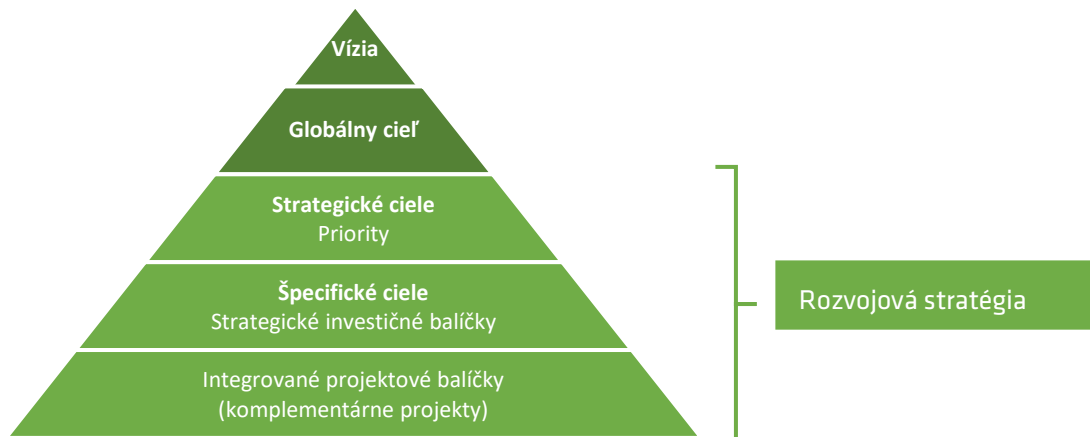 Vízia
Globálny cieľ
Strategické ciele
Priority
Špecifické ciele
Strategické investičné balíčky
Rozvojová stratégia
Integrované projektové balíčky
(komplementárne projekty)